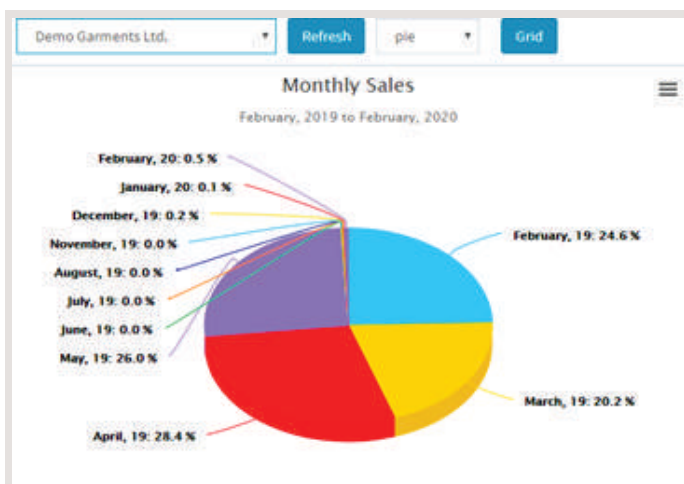 Demo Garments Ltd. Refresh pie Grid
Monthly Sales
February, 2019 to February, 2020
February, 20: 0.5 %
January, 20: 0.1 %
December, 19: 0.2 %
November, 19: 0.0 %
August, 19: 0.0 %
July, 19: 0.0 %
June, 19: 0.0 %
May, 19: 26.0 %
April, 19: 28.4 %
February, 19: 24.6 %
March, 19: 20.2 %